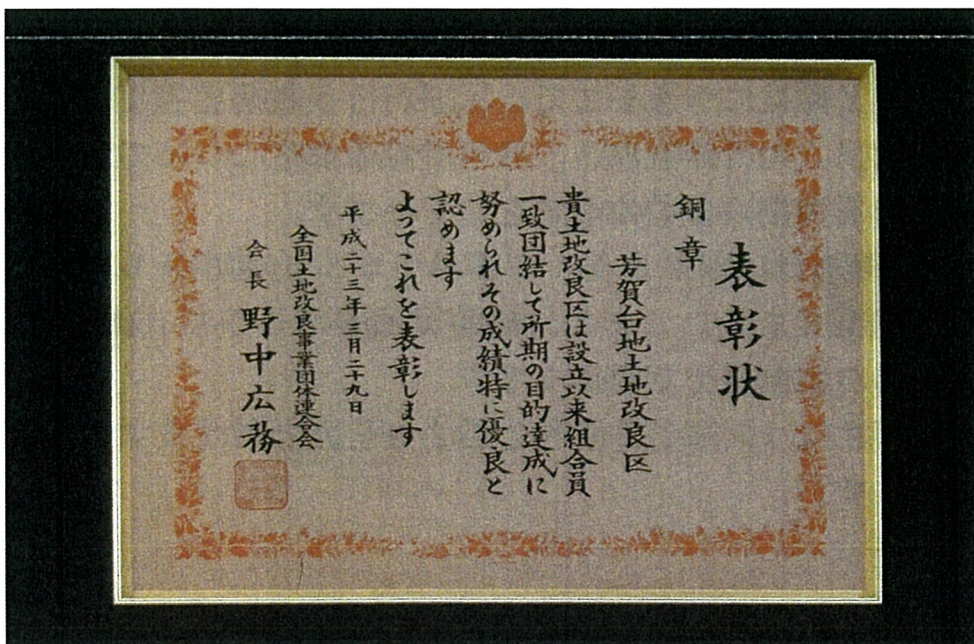 表彰状
銅章
芳賀台地土地改良区
貴土地改良区は設立以来組合員
一致団結して所期の目的達成に
努められその成績特に優良と
認めます
よつてこれを表彰します
平成二十三年三月二十九日
全国土地改良事業団体連合会
会長 野中広務